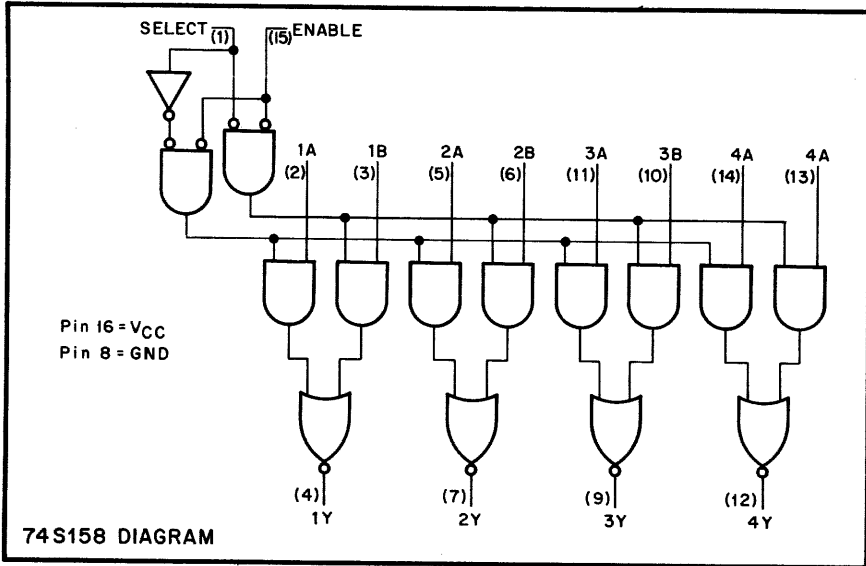 SELECT (1) (15) ENABLE
1A 1B 2A 2B 3A 3B 4A 4A
(2) (3) (5) (6) (11) (10) (14) (13)
Pin 16 = VCC
Pin 8 = GND
(4) (7) (9) (12)
1Y 2Y 3Y 4Y
74S158 DIAGRAM